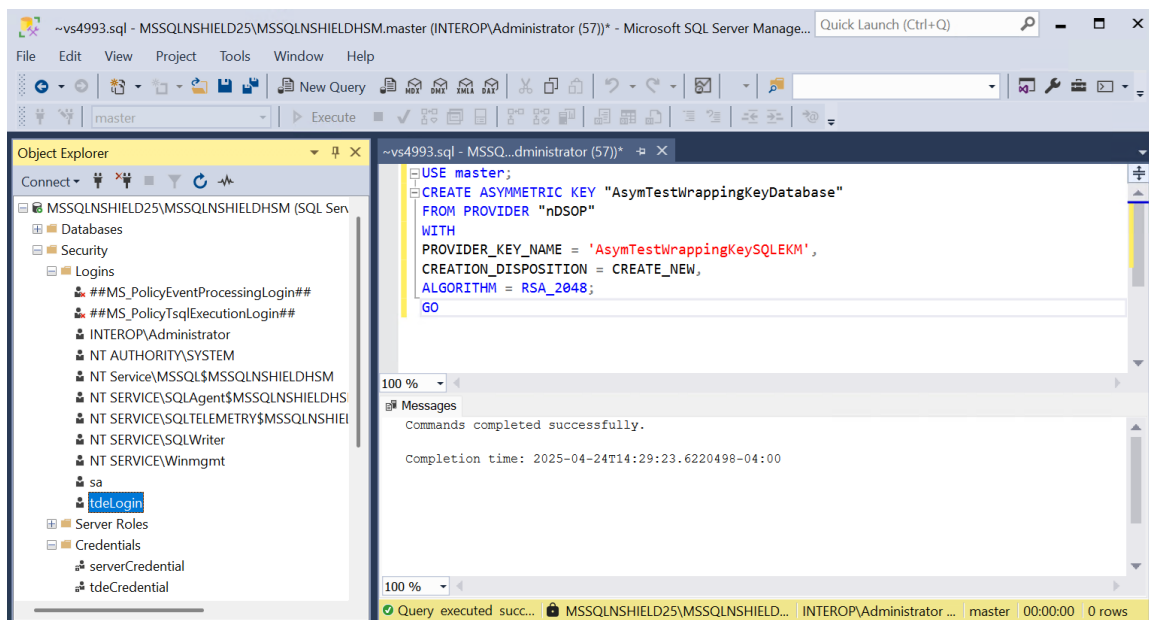 ~vs4993.sql - MSSQLNSHIELD25\MSSQLNSHIELDHSM.master (INTEROP\Administrator (57))* - Microsoft SQL Server Manage...
Quick Launch (Ctrl+Q)
File Edit View Project Tools Window Help
New Query MDX DMX XMLA DAX
master Execute
Object Explorer
~vs4993.sql - MSSQ...dministrator (57))*
Connect
MSSQLNSHIELD25\MSSQLNSHIELDHSM (SQL Serv
Databases
Security
Logins
##MS_PolicyEventProcessingLogin##
##MS_PolicyTsqlExecutionLogin##
INTEROP\Administrator
NT AUTHORITY\SYSTEM
NT Service\MSSQL$MSSQLNSHIELDHSM
NT SERVICE\SQLAgent$MSSQLNSHIELDHS
NT SERVICE\SQLTELEMETRY$MSSQLNSHIEL
NT SERVICE\SQLWriter
NT SERVICE\Winmgmt
sa
tdeLogin
Server Roles
Credentials
serverCredential
tdeCredential
USE master;
CREATE ASYMMETRIC KEY "AsymTestWrappingKeyDatabase"
FROM PROVIDER "nDSOP"
WITH
PROVIDER_KEY_NAME = 'AsymTestWrappingKeySQLEKM',
CREATION_DISPOSITION = CREATE_NEW,
ALGORITHM = RSA_2048;
GO
100 %
Messages
Commands completed successfully.
Completion time: 2025-04-24T14:29:23.6220498-04:00
100 %
Query executed succ... MSSQLNSHIELD25\MSSQLNSHIELD... INTEROP\Administrator ... master 00:00:00 0 rows